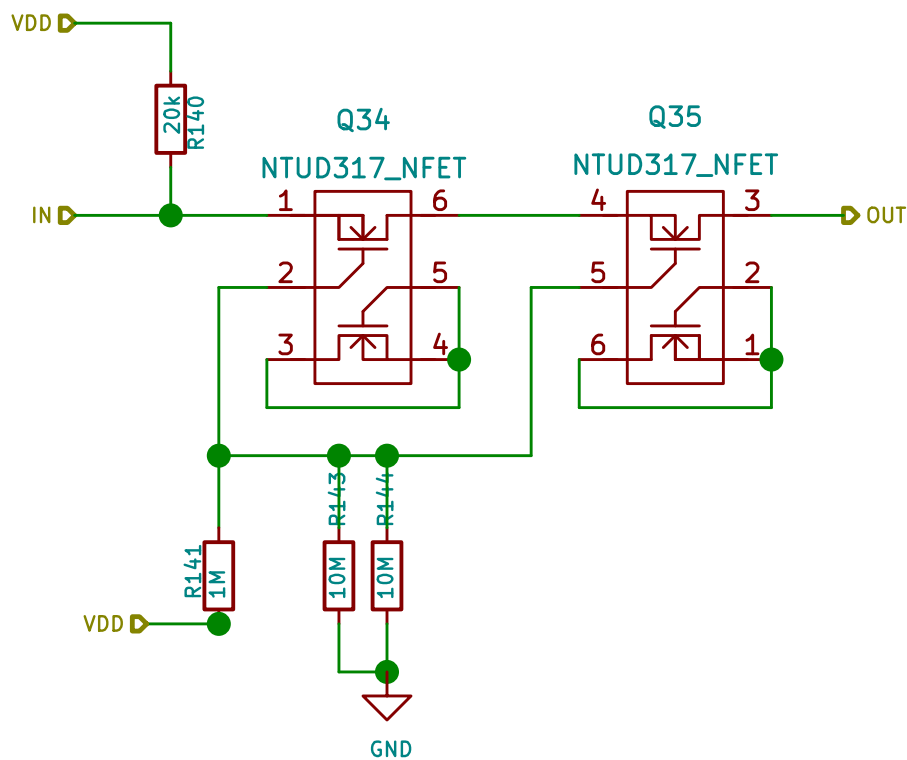 VDD
20k
R140
Q34
NTUD317_NFET
Q35
NTUD317_NFET
IN
1
6
4
3
OUT
2
5
5
2
3
4
6
1
R143
R144
R141
1M
10M
10M
VDD
GND